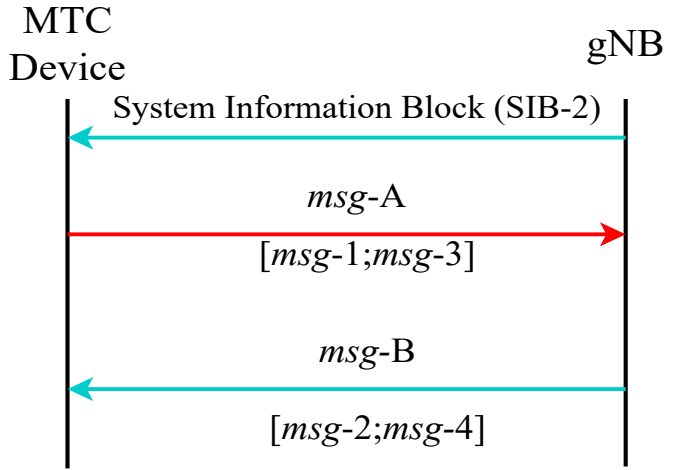 MTC
Device
gNB
System Information Block (SIB-2)
msg-A
[msg-1;msg-3]
msg-B
[msg-2;msg-4]